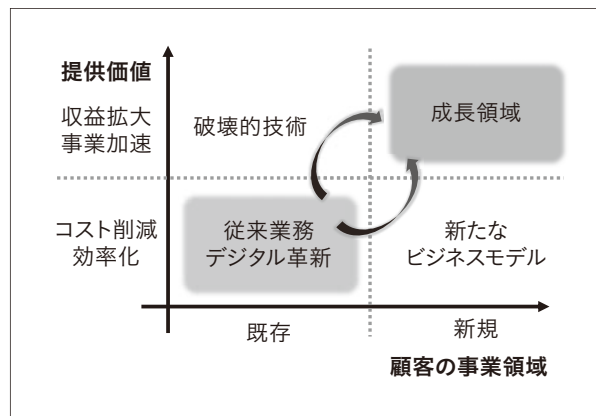 提供価値
収益拡大
事業加速
破壊的技術
成長領域
コスト削減
効率化
従来業務
デジタル革新
新たな
ビジネスモデル
既存
新規
顧客の事業領域